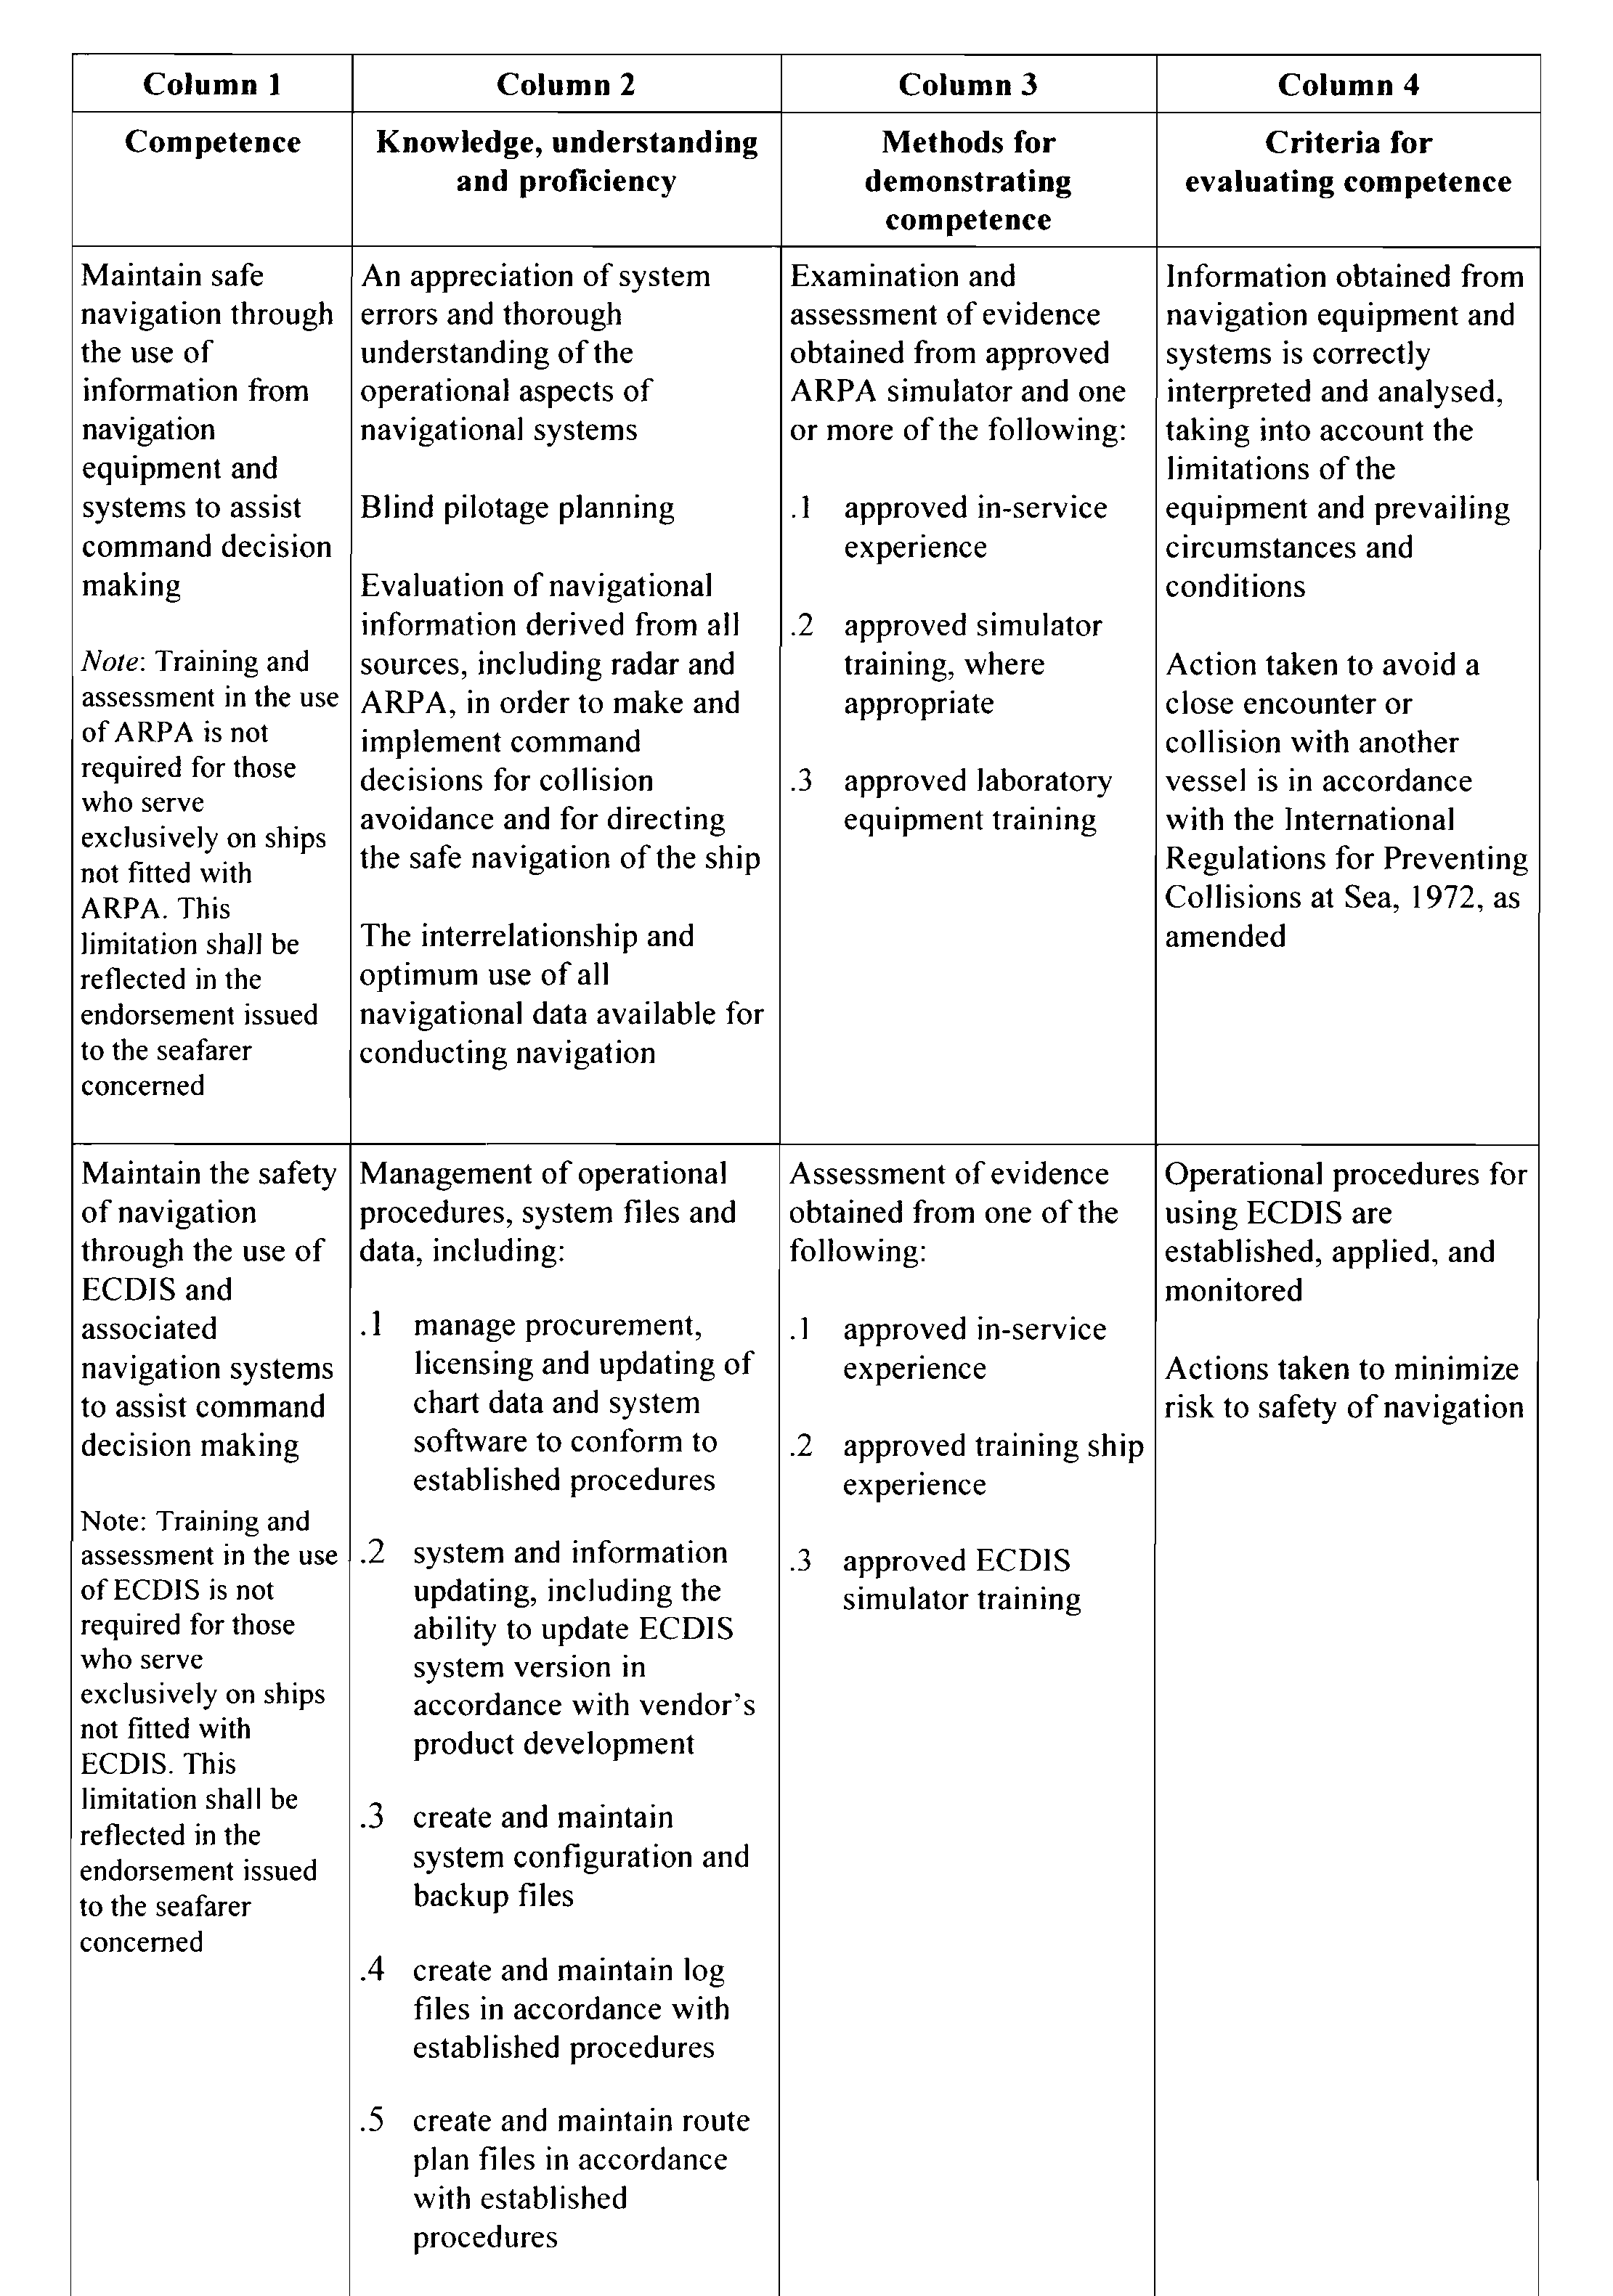 Column 1
Column 2
Column 3
Column 4
Competence
Knowledge, understanding
and proficiency
Methods for
demonstrating
competence
Criteria for
evaluating competence
Maintain safe
navigation through
the use of
information from
navigation
equipment and
systems to assist
command decision
making
Note: Training and
assessment in the use
of ARPA is not
required for those
who serve
exclusively on ships
not fitted with
ARPA. This
limitation shall be
reflected in the
endorsement issued
to the seafarer
concerned
An appreciation of system
errors and thorough
understanding of the
operational aspects of
navigational systems
Blind pilotage planning
Evaluation of navigational
information derived from all
sources, including radar and
ARPA, in order to make and
implement command
decisions for collision
avoidance and for directing
the safe navigation of the ship
The interrelationship and
optimum use of all
navigational data available for
conducting navigation
Examination and
assessment of evidence
obtained from approved
ARPA simulator and one
or more of the following:
.1 approved in-service
experience
.2 approved simulator
training, where
appropriate
.3 approved laboratory
equipment training
Information obtained from
navigation equipment and
systems is correctly
interpreted and analysed,
taking into account the
limitations of the
equipment and prevailing
circumstances and
conditions
Action taken to avoid a
close encounter or
collision with another
vessel is in accordance
with the International
Regulations for Preventing
Collisions at Sea, 1972, as
amended
Maintain the safety
of navigation
through the use of
ECDIS and
associated
navigation systems
to assist command
decision making
Note: Training and
assessment in the use
of ECDIS is not
required for those
who serve
exclusively on ships
not fitted with
ECDIS. This
limitation shall be
reflected in the
endorsement issued
to the seafarer
concerned
Management of operational
procedures, system files and
data, including:
.1 manage procurement,
licensing and updating of
chart data and system
software to conform to
established procedures
.2 system and information
updating, including the
ability to update ECDIS
system version in
accordance with vendor's
product development
.3 create and maintain
system configuration and
backup files
.4 create and maintain log
files in accordance with
established procedures
.5 create and maintain route
plan files in accordance
with established
procedures
Assessment of evidence
obtained from one of the
following:
.1 approved in-service
experience
.2 approved training ship
experience
.3 approved ECDIS
simulator training
Operational procedures for
using ECDIS are
established, applied, and
monitored
Actions taken to minimize
risk to safety of navigation